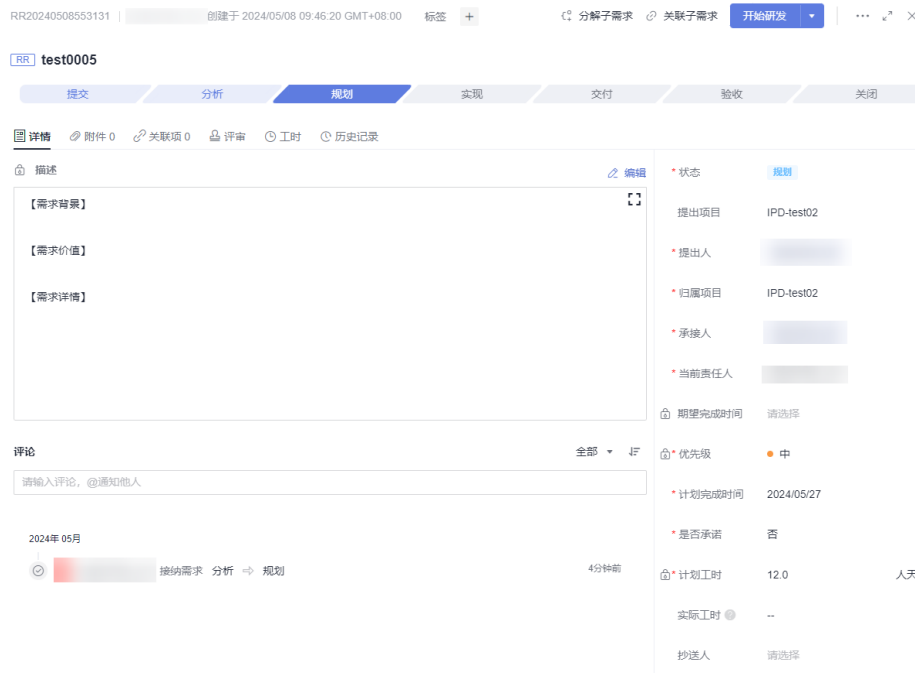 RR20240508553131 创建于 2024/05/08 09:46:20 GMT+08:00 标签 + 分解子需求 关联子需求 开始研发
RR test0005
提交 分析 规划 实现 交付 验收 关闭
详情 附件 0 关联项 0 评审 工时 历史记录
描述 编辑
【需求背景】
【需求价值】
【需求详情】
评论 全部
请输入评论，@通知他人
2024年 05月
接纳需求 分析 ⇨ 规划 4分钟前
* 状态 规划
提出项目 IPD-test02
* 提出人
* 归属项目 IPD-test02
* 承接人
* 当前责任人
期望完成时间 请选择
* 优先级 中
* 计划完成时间 2024/05/27
* 是否承诺 否
* 计划工时 12.0 人天
实际工时 --
抄送人 请选择